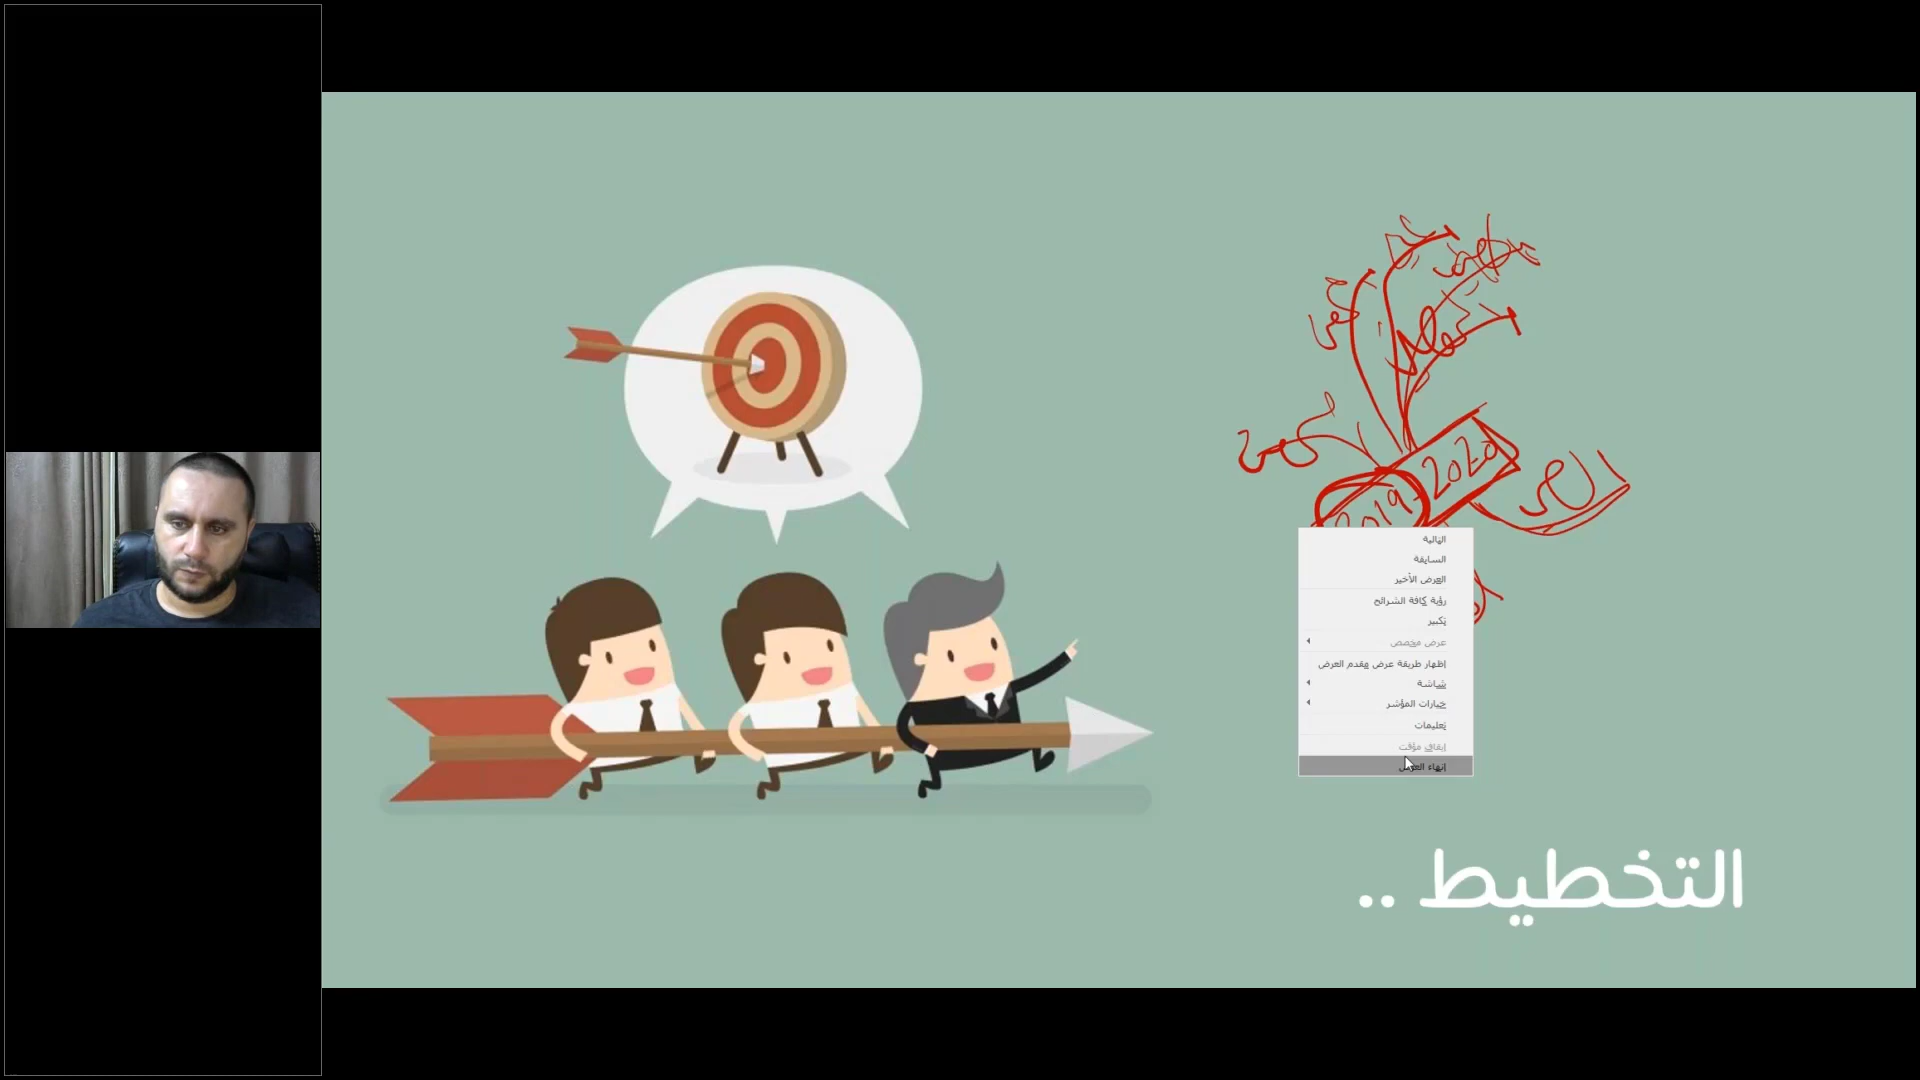 2020
2019
التالية
السابقة
العرض الأخير
رؤية كافة الشرائح
تكبير
عرض مخصص
إظهار طريقة عرض مقدم العرض
شاشة
خيارات المؤشر
تعليمات
إيقاف مؤقت
إنهاء العرض
التخطيط ..